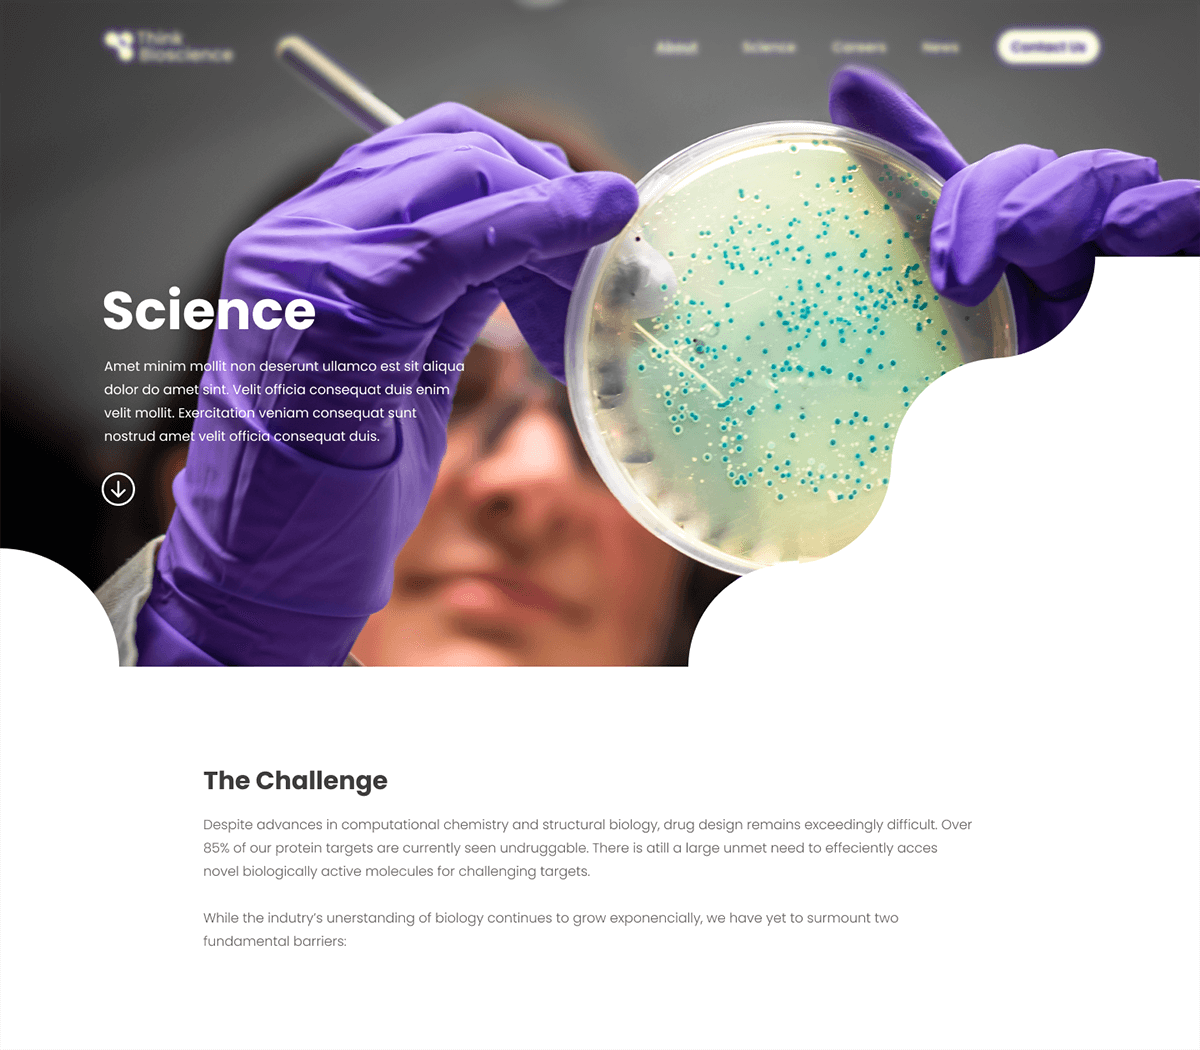 Think
Bioscience
About
Science
Careers
News
Contact Us
Science
Amet minim mollit non deserunt ullamco est sit aliqua
dolor do amet sint. Velit officia consequat duis enim
velit mollit. Exercitation veniam consequat sunt
nostrud amet velit officia consequat duis.
The Challenge
Despite advances in computational chemistry and structural biology, drug design remains exceedingly difficult. Over
85% of our protein targets are currently seen undruggable. There is atill a large unmet need to effeciently acces
novel biologically active molecules for challenging targets.
While the indutry’s unerstanding of biology continues to grow exponencially, we have yet to surmount two
fundamental barriers: